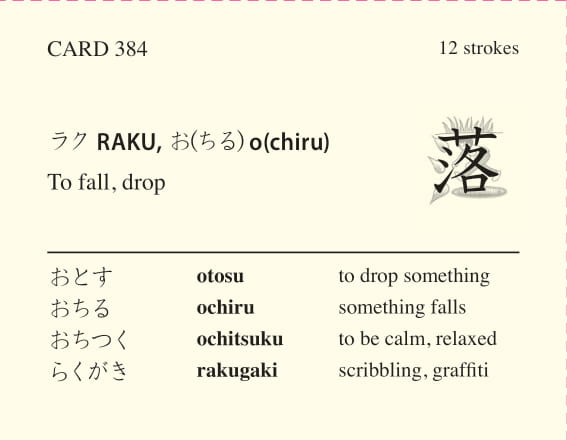 CARD 384
12 strokes
ラク RAKU, お(ちる) o(chiru)
落
To fall, drop
おとす otosu to drop something
おちる ochiru something falls
おちつく ochitsuku to be calm, relaxed
らくがき rakugaki scribbling, graffiti